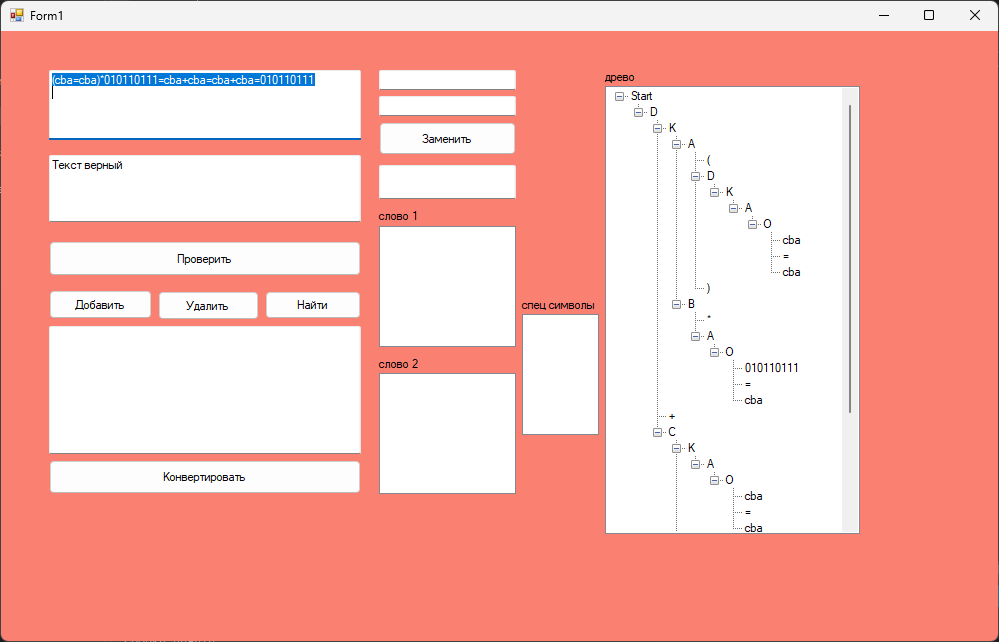 Form1
(cba=cba)*010110111=cba+cba=cba+cba=010110111
Текст верный
Проверить
Добавить
Удалить
Найти
Конвертировать
Заменить
слово 1
слово 2
спец символы
древо
Start
D
K
A
(
D
K
A
O
cba
=
cba
)
B
*
A
O
010110111
=
cba
+
C
K
A
O
cba
=
cba